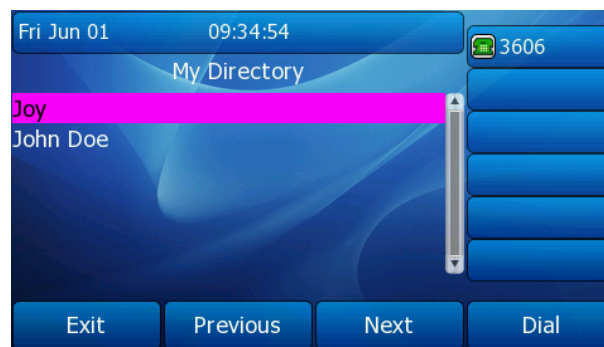 Fri Jun 01 09:34:54
3606
My Directory
Joy
John Doe
Exit Previous Next Dial